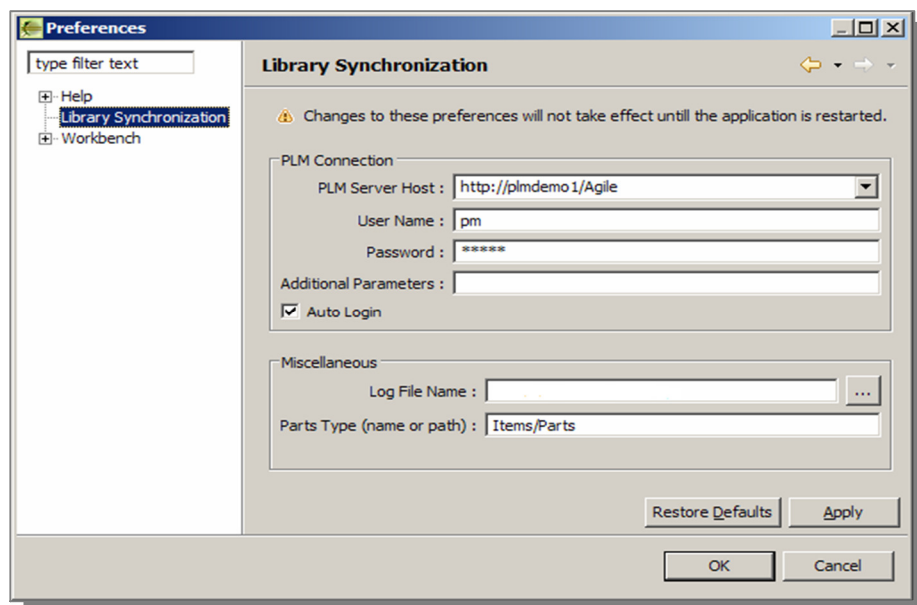 Preferences
type filter text
Library Synchronization
Help
Library Synchronization
Workbench
Changes to these preferences will not take effect untill the application is restarted.
PLM Connection
PLM Server Host : http://plmdemo1/Agile
User Name : pm
Password : *****
Additional Parameters :
Auto Login
Miscellaneous
Log File Name : ...
Parts Type (name or path) : Items/Parts
Restore Defaults Apply
OK Cancel